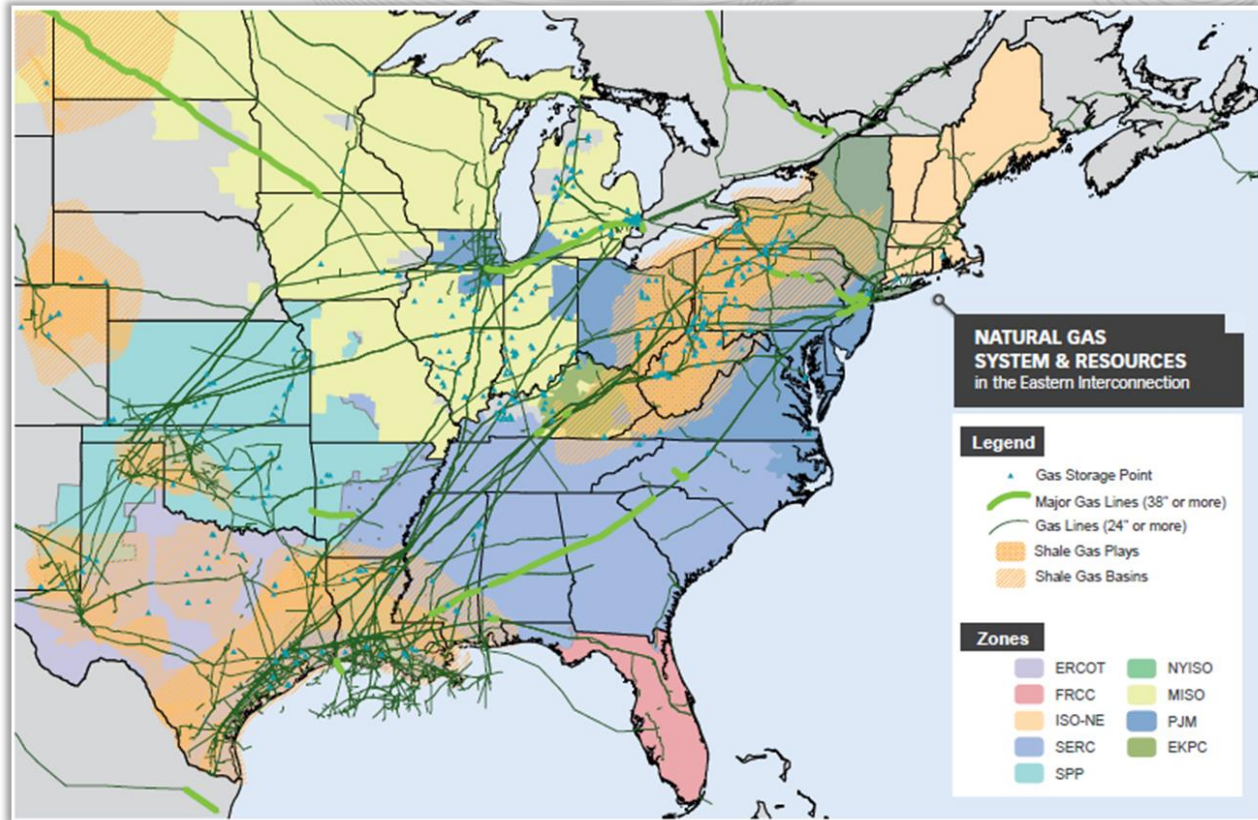 NATURAL GAS
SYSTEM & RESOURCES
in the Eastern Interconnection
Legend
Gas Storage Point
Major Gas Lines (38" or more)
Gas Lines (24" or more)
Shale Gas Plays
Shale Gas Basins
Zones
ERCOT
FRCC
ISO-NE
SERC
SPP
NYISO
MISO
PJM
EKPC